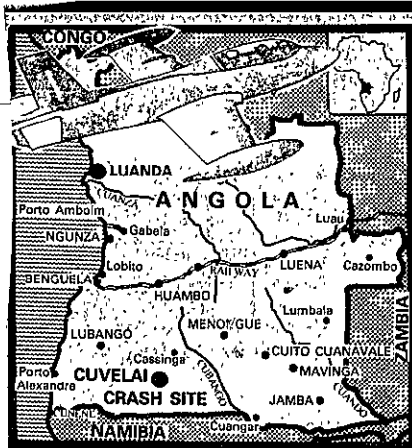 CONGO
LUANDA
CUANZA
ANGOLA
Porto Amboim
Gabela
Luau
NGUNZA
Lobito
RAILWAY
LUENA
Cazombo
BENGUELA
HUAMBO
Lumbala
ZAMBIA
LUBANGO
MENONGUE
Cassinga
CUITO CUANAVALE
CUBANGO
MAVINGA
Porto
Alexandre
CUVELAI
CRASH SITE
JAMBA
CUANDO
CUNENE
Cuangar
NAMIBIA